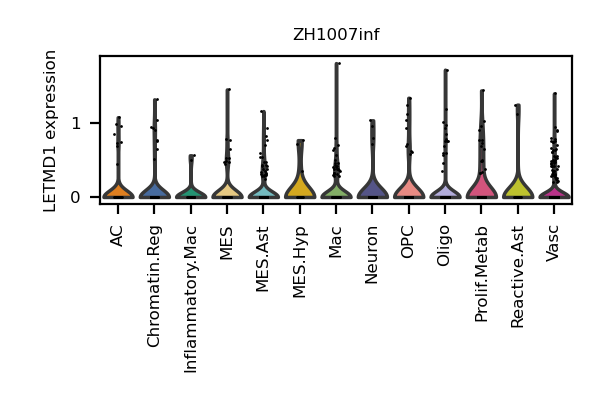 ZH1007inf
LETMD1 expression
1
0
AC
Chromatin.Reg
Inflammatory.Mac
MES
MES.Ast
MES.Hyp
Mac
Neuron
OPC
Oligo
Prolif.Metab
Reactive.Ast
Vasc